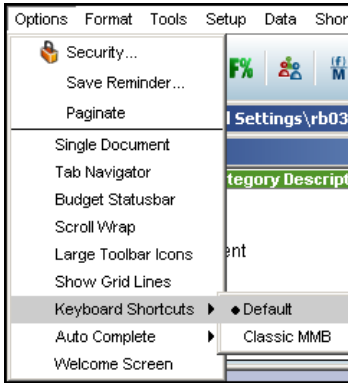 Options Format Tools Setup Data Shor
Security...
F%
Save Reminder...
Paginate
l Settings\rb03
Single Document
Tab Navigator
tegory Descript
Budget Statusbar
Scroll Wrap
Large Toolbar Icons
ent
Show Grid Lines
Keyboard Shortcuts Default
Auto Complete Classic MMB
Welcome Screen